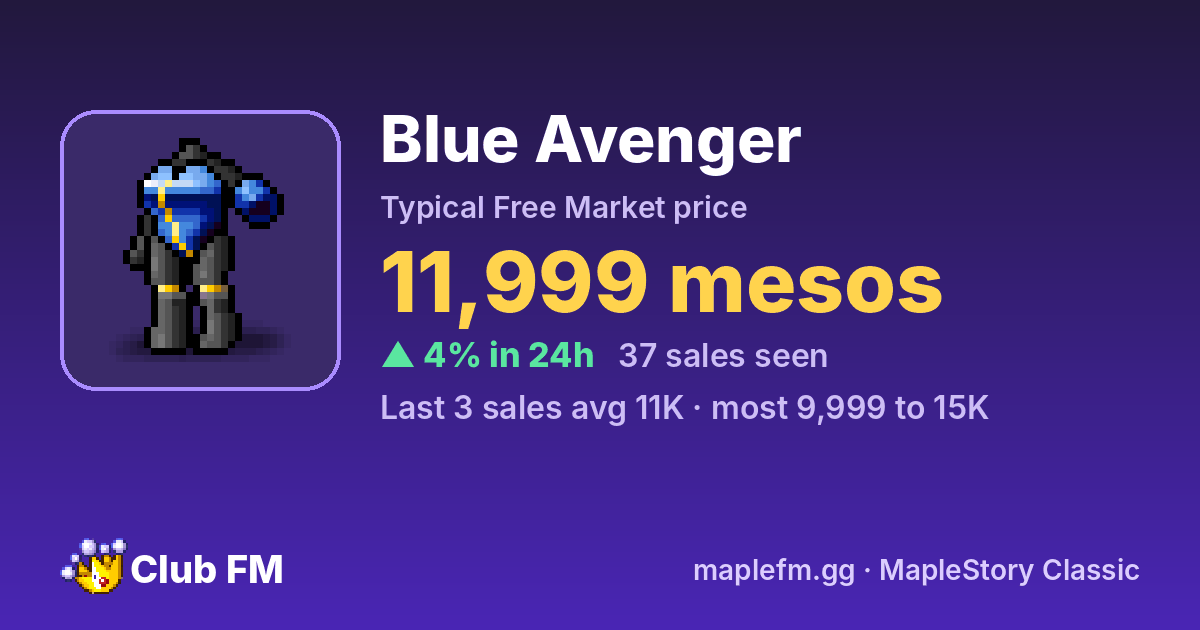 Blue Avenger
Typical Free Market price
11,999 mesos
▲ 4% in 24h 37 sales seen
Last 3 sales avg 11K · most 9,999 to 15K
Club FM
maplefm.gg · MapleStory Classic